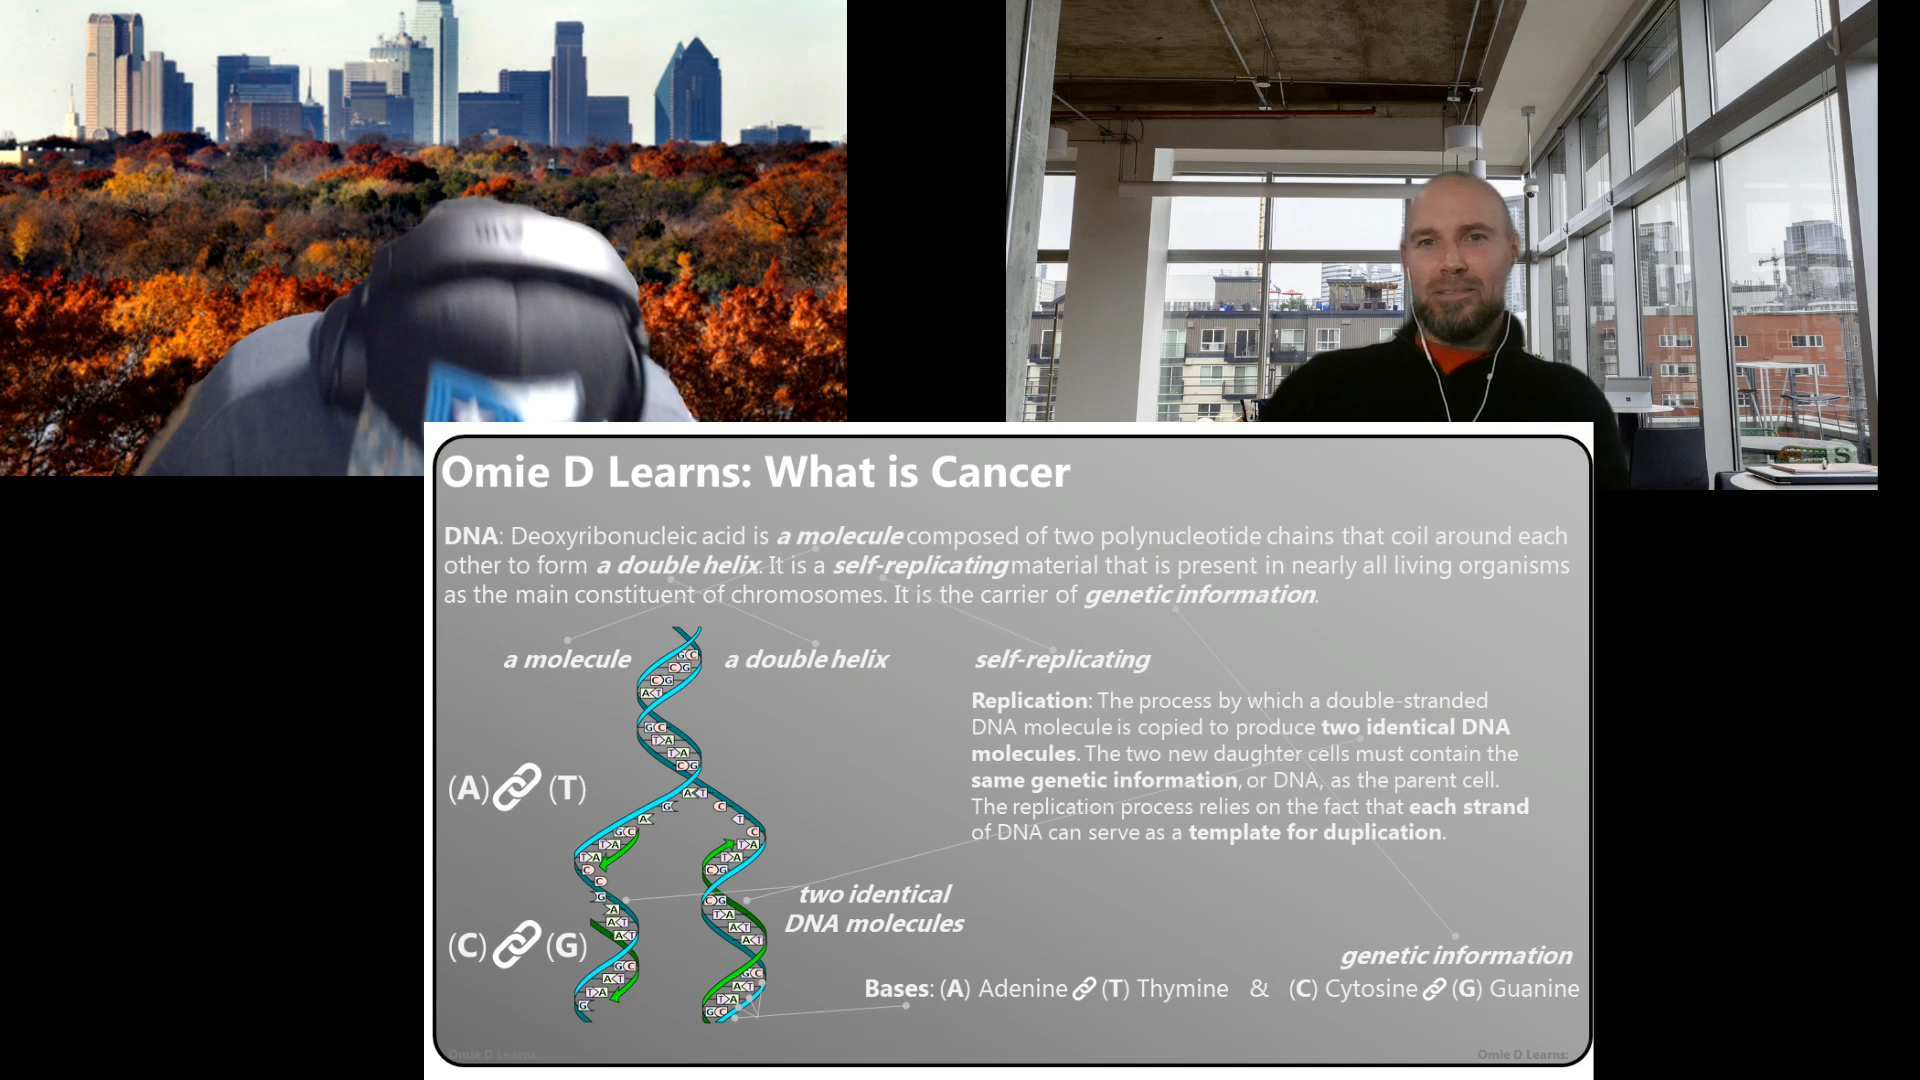 Omie D Learns: What is Cancer
DNA: Deoxyribonucleic acid is a molecule composed of two polynucleotide chains that coil around each
other to form a double helix. It is a self-replicating material that is present in nearly all living organisms
as the main constituent of chromosomes. It is the carrier of genetic information.
a molecule
a double helix
self-replicating
Replication: The process by which a double-stranded
DNA molecule is copied to produce two identical DNA
molecules. The two new daughter cells must contain the
same genetic information, or DNA, as the parent cell.
The replication process relies on the fact that each strand
of DNA can serve as a template for duplication.
(A) (T)
two identical
DNA molecules
(C) (G)
genetic information
Bases: (A) Adenine (T) Thymine & (C) Cytosine (G) Guanine
Omie D Learns:
Omie D Learns: